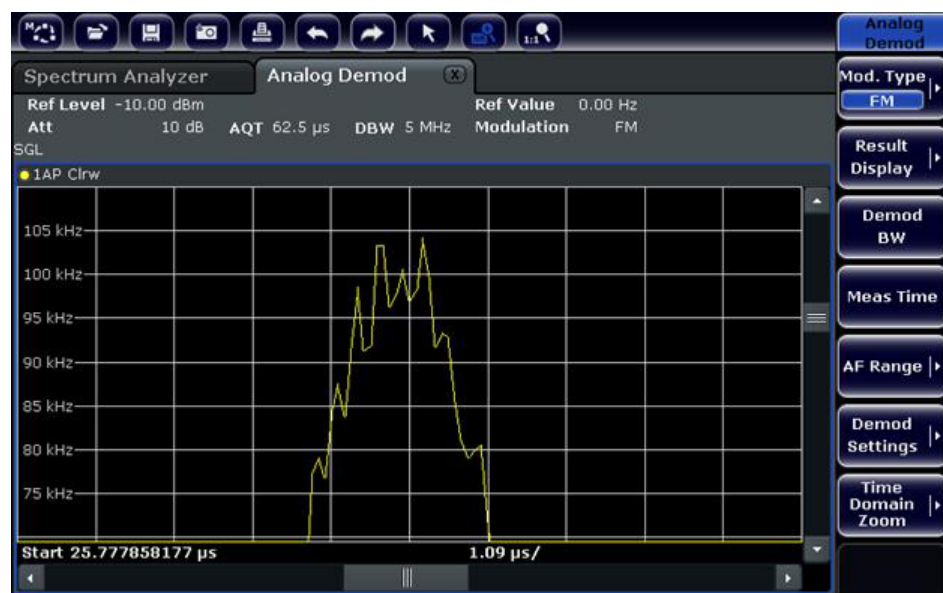 Analog
Demod
Spectrum Analyzer
Analog Demod
Mod. Type
FM
Ref Level -10.00 dBm
Ref Value 0.00 Hz
Att 10 dB AQT 62.5 µs DBW 5 MHz Modulation FM
SGL
1AP Clrw
Result
Display
105 kHz
Demod
BW
100 kHz
Meas Time
95 kHz
90 kHz
AF Range
85 kHz
Demod
Settings
80 kHz
75 kHz
Time
Domain
Zoom
Start 25.777858177 µs
1.09 µs/